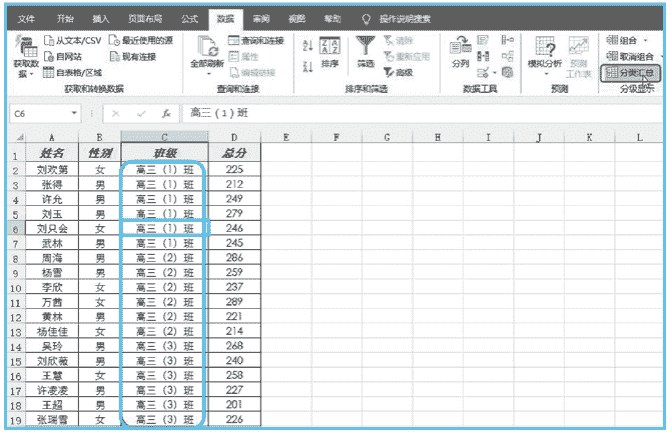 文件 开始 插入 页面布局 公式 数据 审阅 视图 帮助 操作说明搜索
获取数据 从文本/CSV 最近使用的源 全部刷新 查询和连接 排序 筛选 清除 分列 模拟分析 预测工作表 组合
自网站 现有连接 属性 重新应用 取消组合
自表格/区域 编辑链接 高级 分类汇总
获取和转换数据 查询和连接 排序和筛选 数据工具 预测 分级显示
C6 fx 高三（1）班
A B C D E F G H I J K L
1 姓名 性别 班级 总分
2 刘欢第 女 高三（1）班 225
3 张得 男 高三（1）班 212
4 许允 男 高三（1）班 249
5 刘玉 男 高三（1）班 279
6 刘只会 女 高三（1）班 246
7 武林 男 高三（1）班 245
8 周海 男 高三（2）班 286
9 杨雪 男 高三（2）班 259
10 李欣 女 高三（2）班 237
11 万茜 女 高三（2）班 289
12 黄林 男 高三（2）班 221
13 杨佳佳 女 高三（2）班 214
14 吴玲 男 高三（3）班 268
15 刘欣薇 男 高三（3）班 240
16 王慧 女 高三（3）班 258
17 许凌凌 男 高三（3）班 227
18 王超 男 高三（3）班 201
19 张瑞雪 女 高三（3）班 226